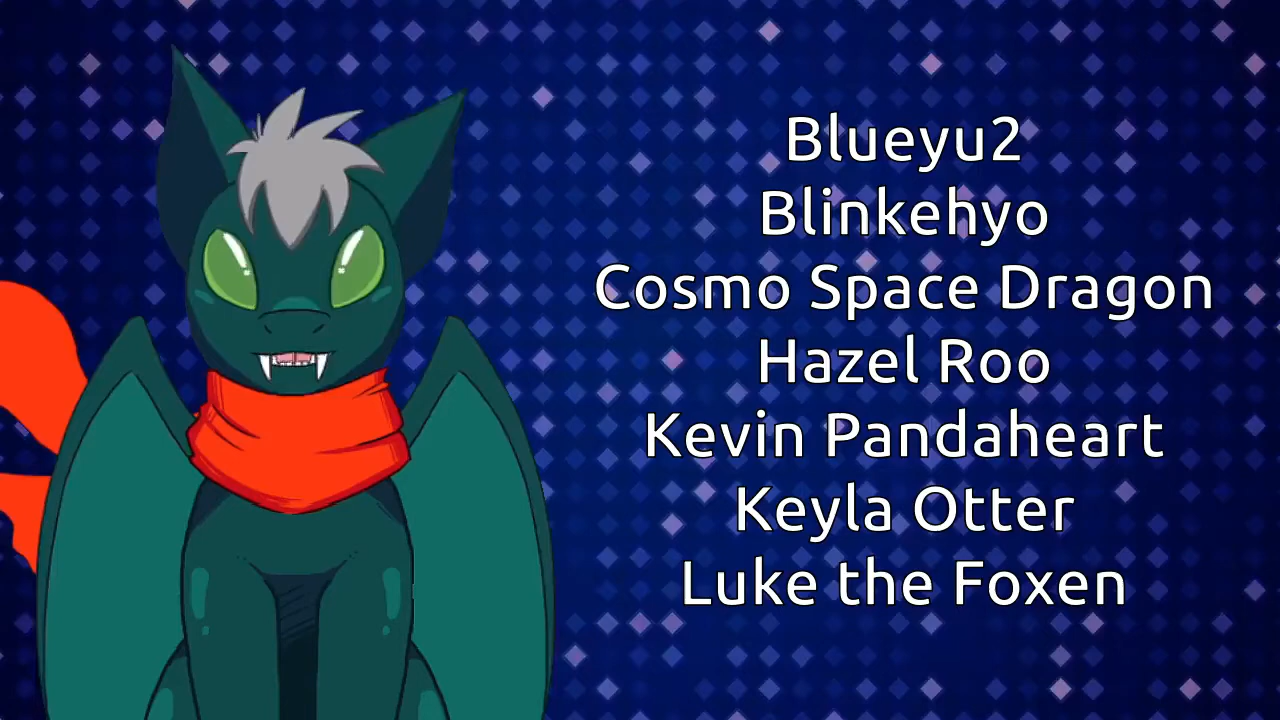 Blueyu2
Blinkehyo
Cosmo Space Dragon
Hazel Roo
Kevin Pandaheart
Keyla Otter
Luke the Foxen